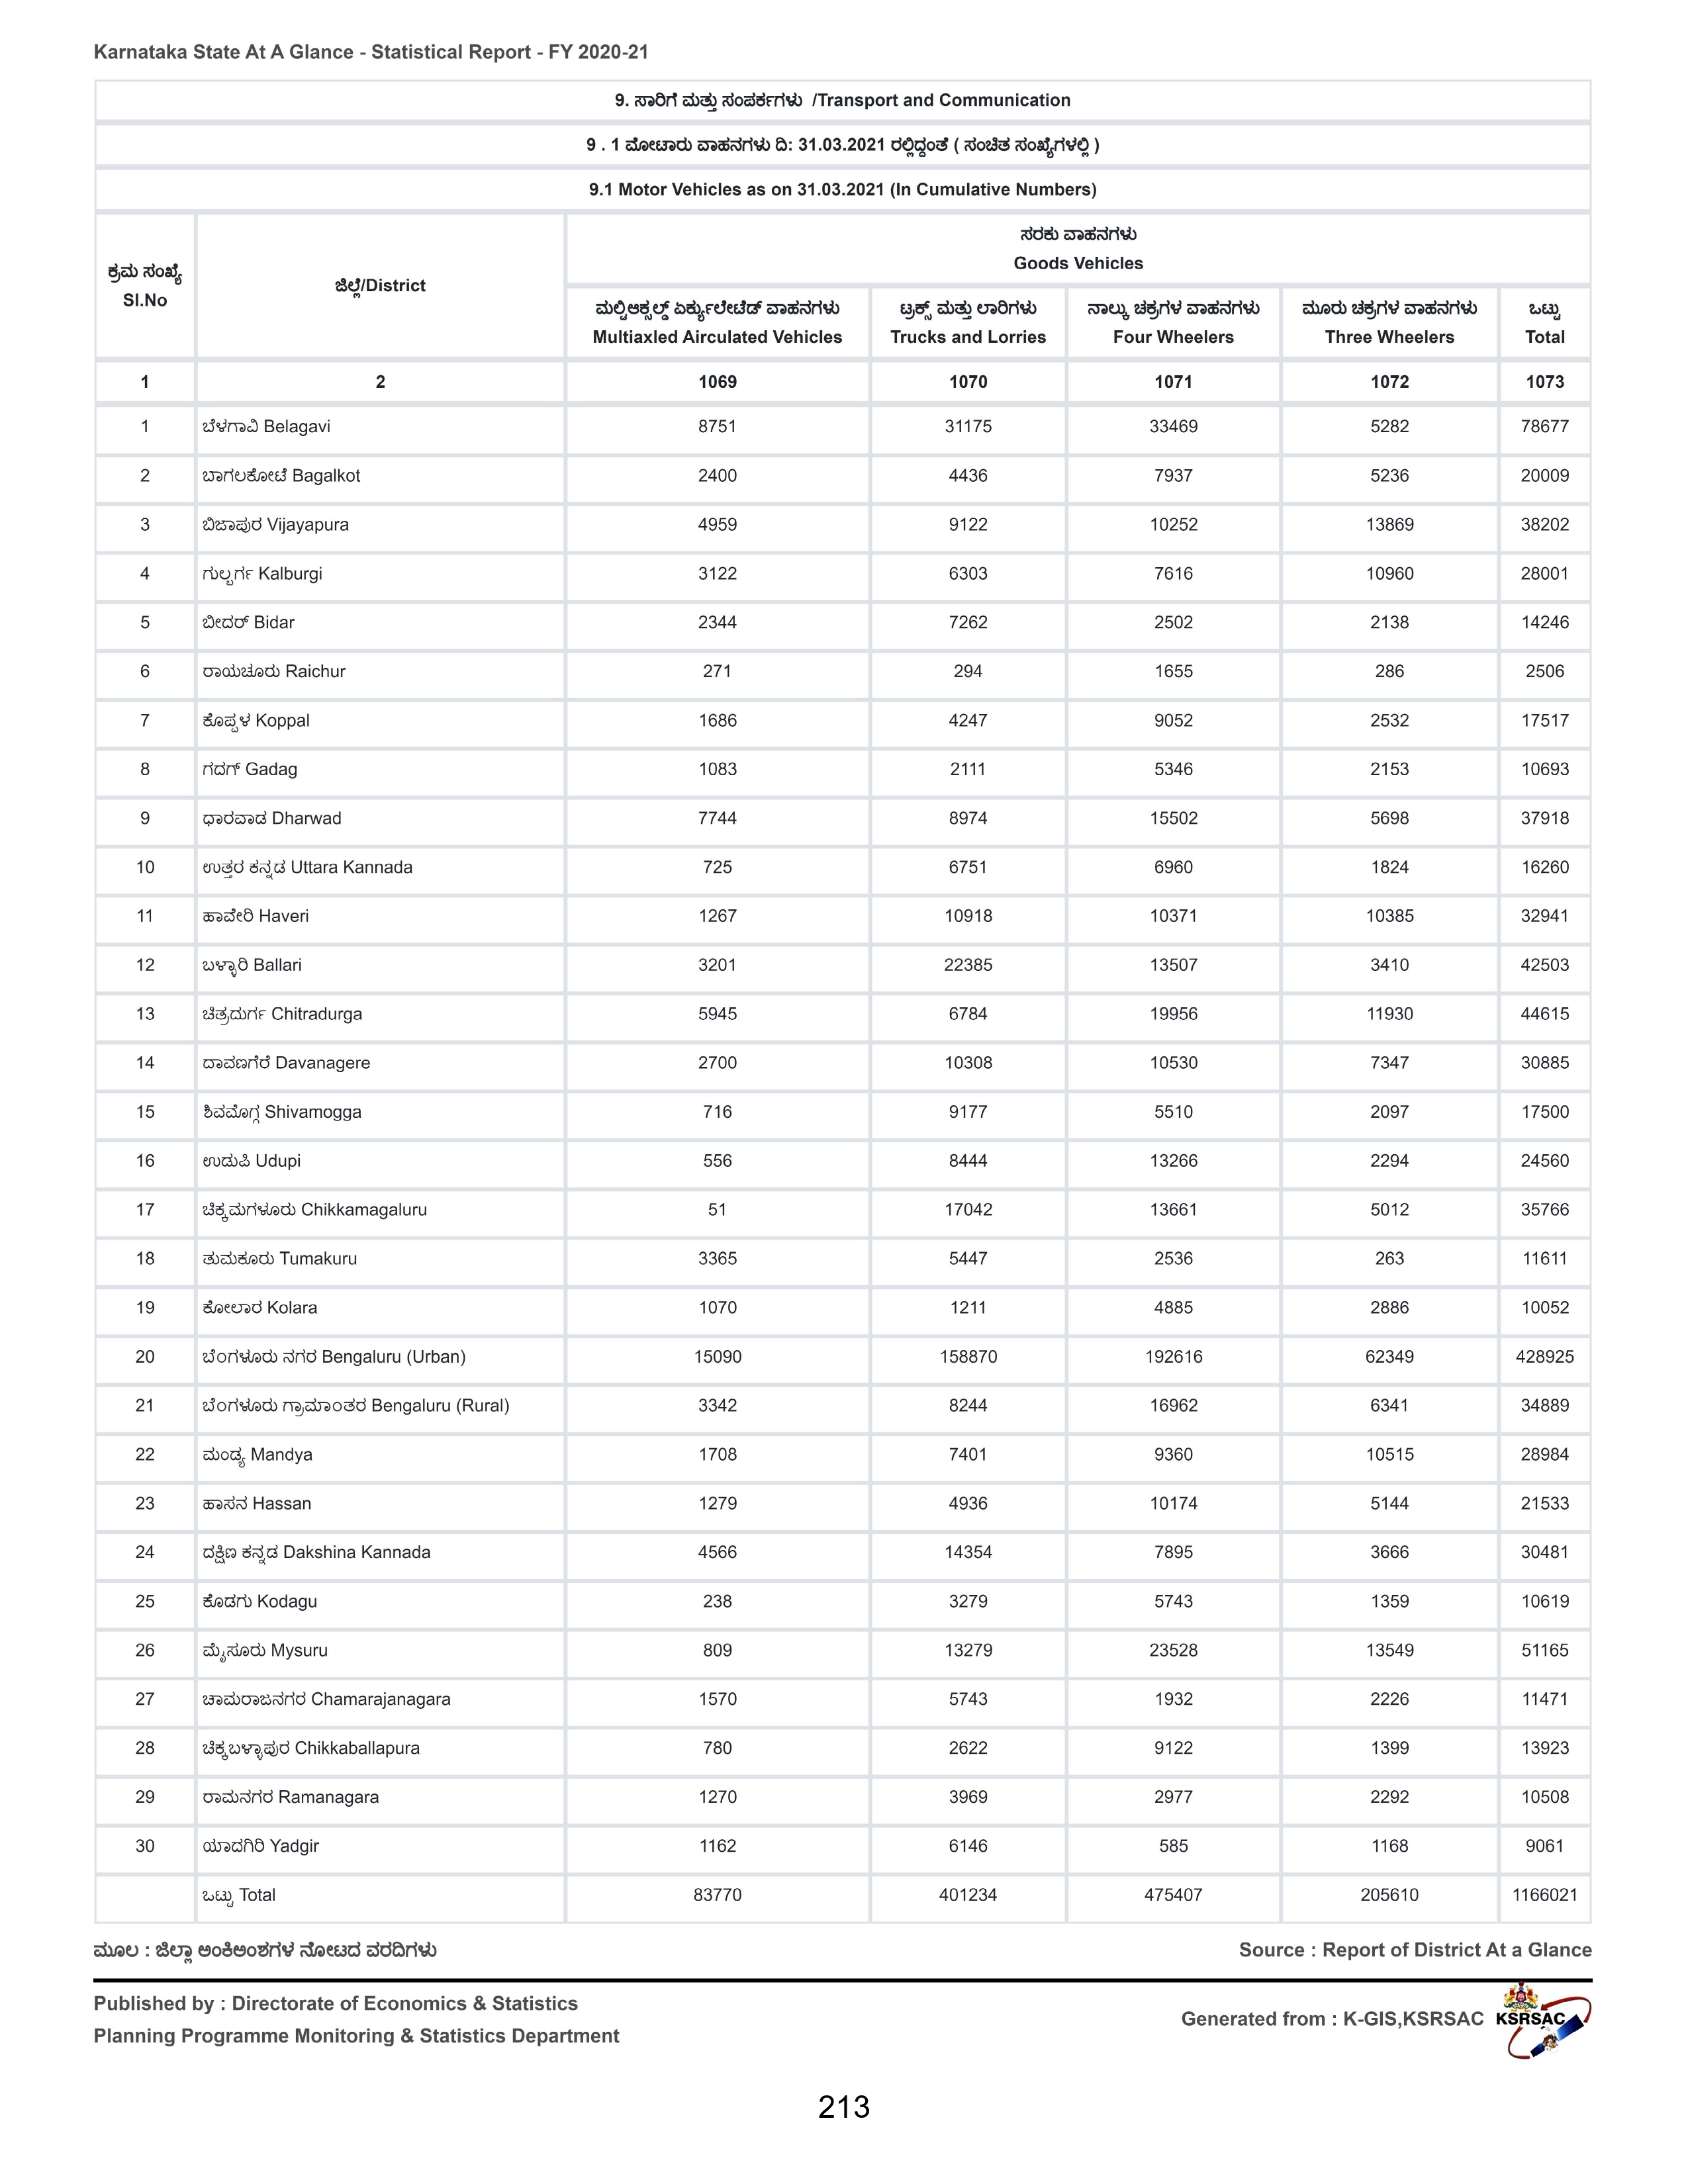 Karnataka State At A Glance - Statistical Report - FY 2020-21
9. ಸಾರಿಗೆ ಮತ್ತು ಸಂಪರ್ಕಗಳು /Transport and Communication
9 . 1 ಮೋಟಾರು ವಾಹನಗಳು ದಿ: 31.03.2021 ರಲ್ಲಿದ್ದಂತೆ ( ಸಂಚಿತ ಸಂಖ್ಯೆಗಳಲ್ಲಿ )
9.1 Motor Vehicles as on 31.03.2021 (In Cumulative Numbers)
ಕ್ರಮ ಸಂಖ್ಯೆ
Sl.No
ಜಿಲ್ಲೆ/District
ಸರಕು ವಾಹನಗಳು
Goods Vehicles
ಮಲ್ಟಿಆಕ್ಸಲ್ಡ್ ಏರ್ಕ್ಯುಲೇಟೆಡ್ ವಾಹನಗಳು
Multiaxled Airculated Vehicles
ಟ್ರಕ್ಸ್ ಮತ್ತು ಲಾರಿಗಳು
Trucks and Lorries
ನಾಲ್ಕು ಚಕ್ರಗಳ ವಾಹನಗಳು
Four Wheelers
ಮೂರು ಚಕ್ರಗಳ ವಾಹನಗಳು
Three Wheelers
ಒಟ್ಟು
Total
1 2 1069 1070 1071 1072 1073
1 ಬೆಳಗಾವಿ Belagavi 8751 31175 33469 5282 78677
2 ಬಾಗಲಕೋಟೆ Bagalkot 2400 4436 7937 5236 20009
3 ಬಿಜಾಪುರ Vijayapura 4959 9122 10252 13869 38202
4 ಗುಲ್ಬರ್ಗ Kalburgi 3122 6303 7616 10960 28001
5 ಬೀದರ್ Bidar 2344 7262 2502 2138 14246
6 ರಾಯಚೂರು Raichur 271 294 1655 286 2506
7 ಕೊಪ್ಪಳ Koppal 1686 4247 9052 2532 17517
8 ಗದಗ್ Gadag 1083 2111 5346 2153 10693
9 ಧಾರವಾಡ Dharwad 7744 8974 15502 5698 37918
10 ಉತ್ತರ ಕನ್ನಡ Uttara Kannada 725 6751 6960 1824 16260
11 ಹಾವೇರಿ Haveri 1267 10918 10371 10385 32941
12 ಬಳ್ಳಾರಿ Ballari 3201 22385 13507 3410 42503
13 ಚಿತ್ರದುರ್ಗ Chitradurga 5945 6784 19956 11930 44615
14 ದಾವಣಗೆರೆ Davanagere 2700 10308 10530 7347 30885
15 ಶಿವಮೊಗ್ಗ Shivamogga 716 9177 5510 2097 17500
16 ಉಡುಪಿ Udupi 556 8444 13266 2294 24560
17 ಚಿಕ್ಕಮಗಳೂರು Chikkamagaluru 51 17042 13661 5012 35766
18 ತುಮಕೂರು Tumakuru 3365 5447 2536 263 11611
19 ಕೋಲಾರ Kolara 1070 1211 4885 2886 10052
20 ಬೆಂಗಳೂರು ನಗರ Bengaluru (Urban) 15090 158870 192616 62349 428925
21 ಬೆಂಗಳೂರು ಗ್ರಾಮಾಂತರ Bengaluru (Rural) 3342 8244 16962 6341 34889
22 ಮಂಡ್ಯ Mandya 1708 7401 9360 10515 28984
23 ಹಾಸನ Hassan 1279 4936 10174 5144 21533
24 ದಕ್ಷಿಣ ಕನ್ನಡ Dakshina Kannada 4566 14354 7895 3666 30481
25 ಕೊಡಗು Kodagu 238 3279 5743 1359 10619
26 ಮೈಸೂರು Mysuru 809 13279 23528 13549 51165
27 ಚಾಮರಾಜನಗರ Chamarajanagara 1570 5743 1932 2226 11471
28 ಚಿಕ್ಕಬಳ್ಳಾಪುರ Chikkaballapura 780 2622 9122 1399 13923
29 ರಾಮನಗರ Ramanagara 1270 3969 2977 2292 10508
30 ಯಾದಗಿರಿ Yadgir 1162 6146 585 1168 9061
ಒಟ್ಟು Total 83770 401234 475407 205610 1166021
ಮೂಲ : ಜಿಲ್ಲಾ ಅಂಕಿಅಂಶಗಳ ನೋಟದ ವರದಿಗಳು Source : Report of District At a Glance
Published by : Directorate of Economics & Statistics
Planning Programme Monitoring & Statistics Department
Generated from : K-GIS,KSRSAC KSRSAC
213